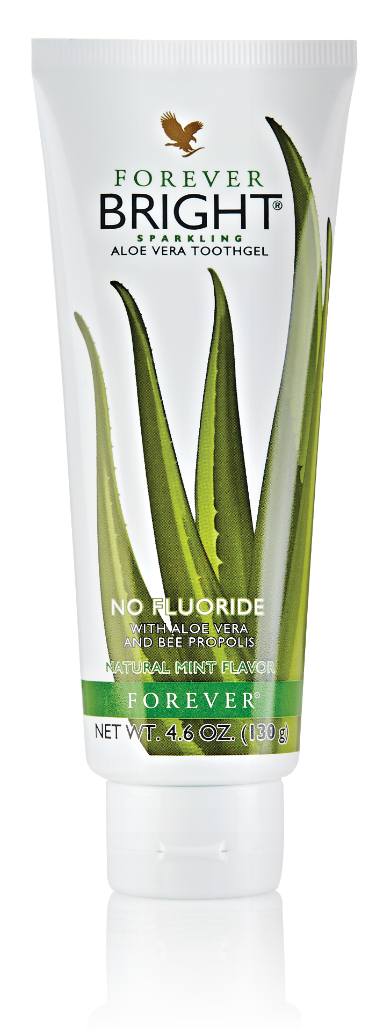 FOREVER
BRIGHT®
SPARKLING
ALOE VERA TOOTHGEL
NO FLUORIDE
WITH ALOE VERA
AND BEE PROPOLIS
NATURAL MINT FLAVOR
FOREVER®
NET WT. 4.6 OZ. (130 g)